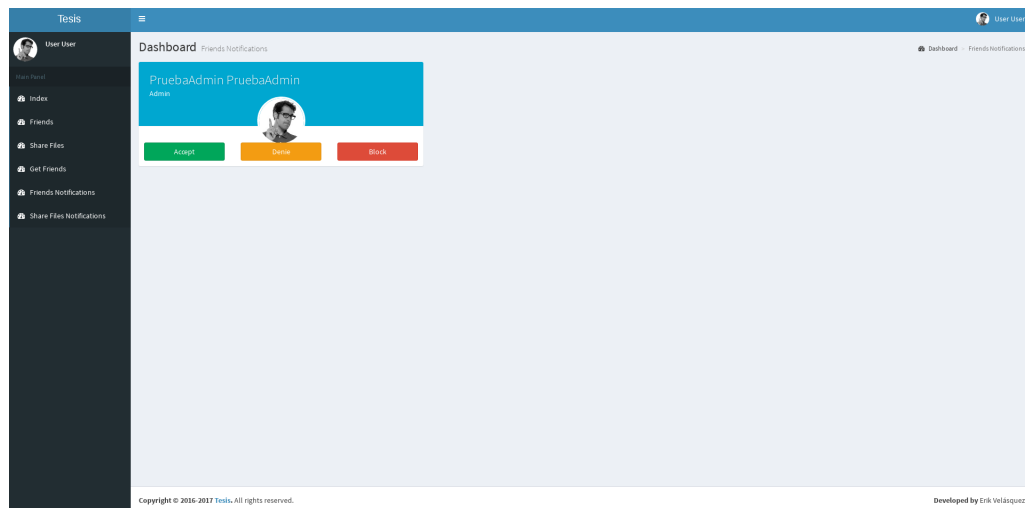 Tesis
User User
User User
Main Panel
Index
Friends
Share Files
Get Friends
Friends Notifications
Share Files Notifications
Dashboard Friends Notifications
Dashboard > Friends Notifications
PruebaAdmin PruebaAdmin
Admin
Accept Denie Block
Copyright © 2016-2017 Tesis. All rights reserved.
Developed by Erik Velásquez